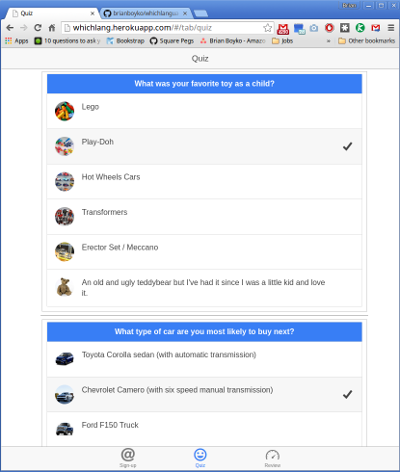 Brian
Quiz
brianboyko/whichlangu
whichlang.herokuapp.com/#/tab/quiz
Apps
10 questions to ask y
Bookstrap
Square Pegs
Brian Boyko - Amazo
Jobs
»
Other bookmarks
Quiz
What was your favorite toy as a child?
Lego
Play-Doh
Hot Wheels Cars
Transformers
Erector Set / Meccano
An old and ugly teddybear but I've had it since I was a little kid and love
it.
What type of car are you most likely to buy next?
Toyota Corolla sedan (with automatic transmission)
Chevrolet Camero (with six speed manual transmission)
Ford F150 Truck
Sign-up
Quiz
Review